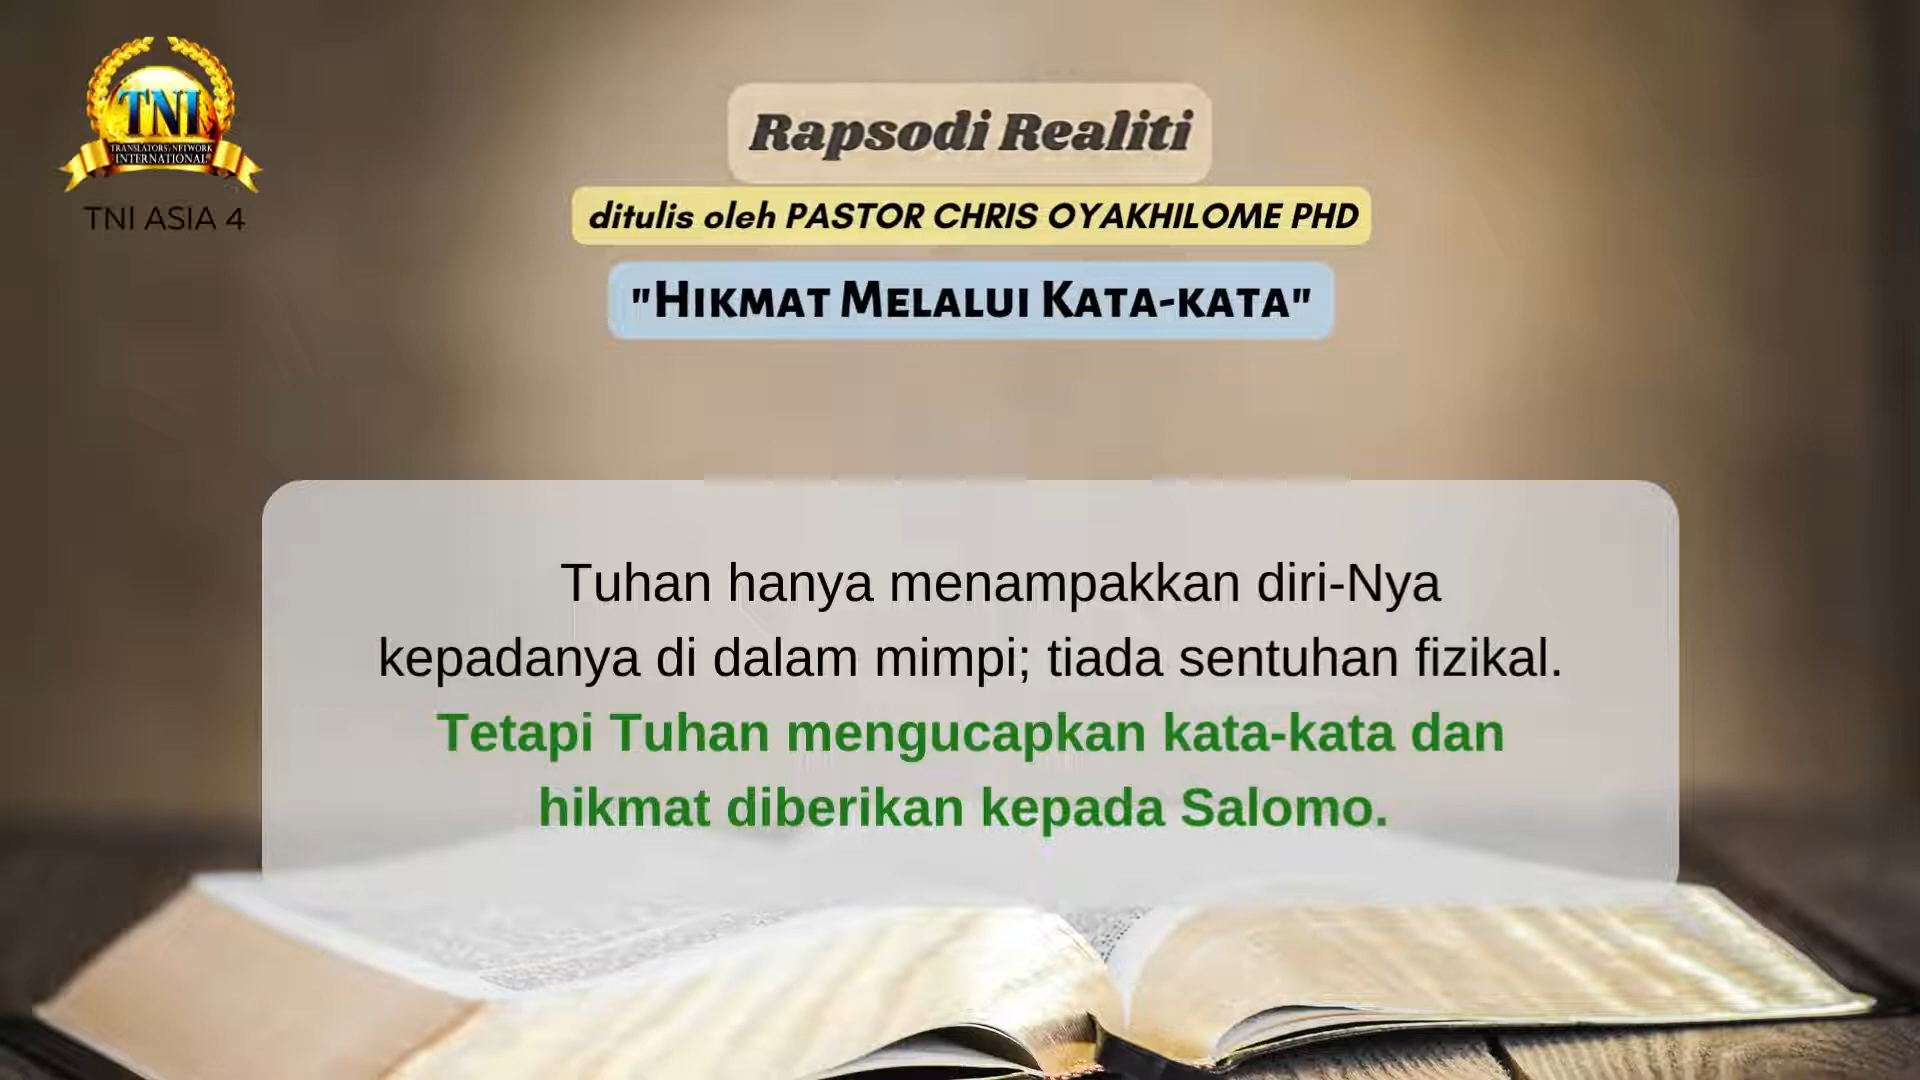 TNI
TRANSLATORS NETWORK
INTERNATIONAL
TNI ASIA 4
Rapsodi Realiti
ditulis oleh PASTOR CHRIS OYAKHILOME PHD
"HIKMAT MELALUI KATA-KATA"
Tuhan hanya menampakkan diri-Nya
kepadanya di dalam mimpi; tiada sentuhan fizikal.
Tetapi Tuhan mengucapkan kata-kata dan
hikmat diberikan kepada Salomo.